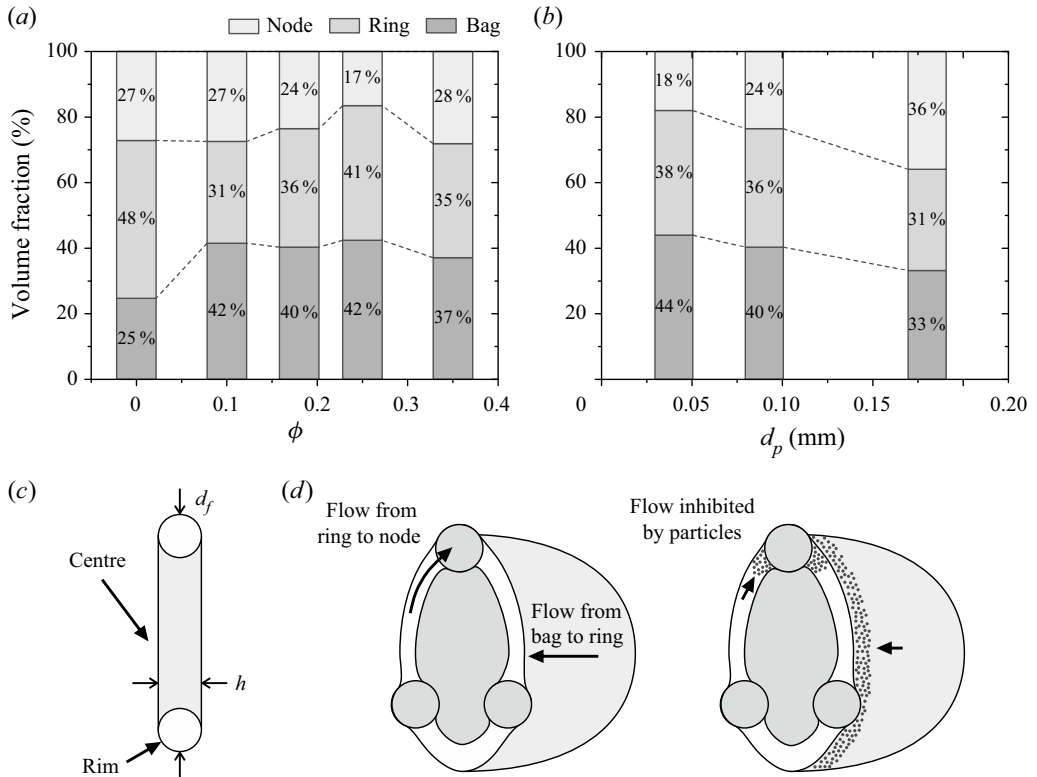 (a)
Node
Ring
Bag
(b)
Volume fraction (%)
100
80
60
40
20
0
27 %
48 %
25 %
27 %
31 %
42 %
24 %
36 %
40 %
17 %
41 %
42 %
28 %
35 %
37 %
0
0.1
0.2
0.3
0.4
ϕ
100
80
60
40
20
0
18 %
38 %
44 %
24 %
36 %
40 %
36 %
31 %
33 %
0.05
0.10
0.15
0.20
d_p (mm)
(c)
d_f
Centre
h
Rim
(d)
Flow from
ring to node
Flow from
bag to ring
Flow inhibited
by particles